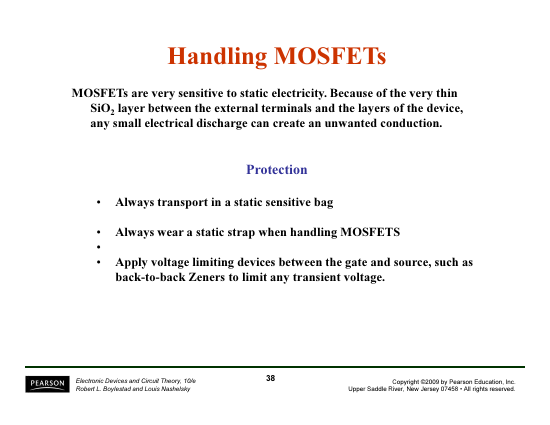 Handling MOSFETs
MOSFETs are very sensitive to static electricity. Because of the very thin
SiO2 layer between the external terminals and the layers of the device,
any small electrical discharge can create an unwanted conduction.
Protection
• Always transport in a static sensitive bag
• Always wear a static strap when handling MOSFETS
•
• Apply voltage limiting devices between the gate and source, such as
back-to-back Zeners to limit any transient voltage.
PEARSON
Electronic Devices and Circuit Theory, 10/e
Robert L. Boylestad and Louis Nashelsky
38
Copyright ©2009 by Pearson Education, Inc.
Upper Saddle River, New Jersey 07458 • All rights reserved.